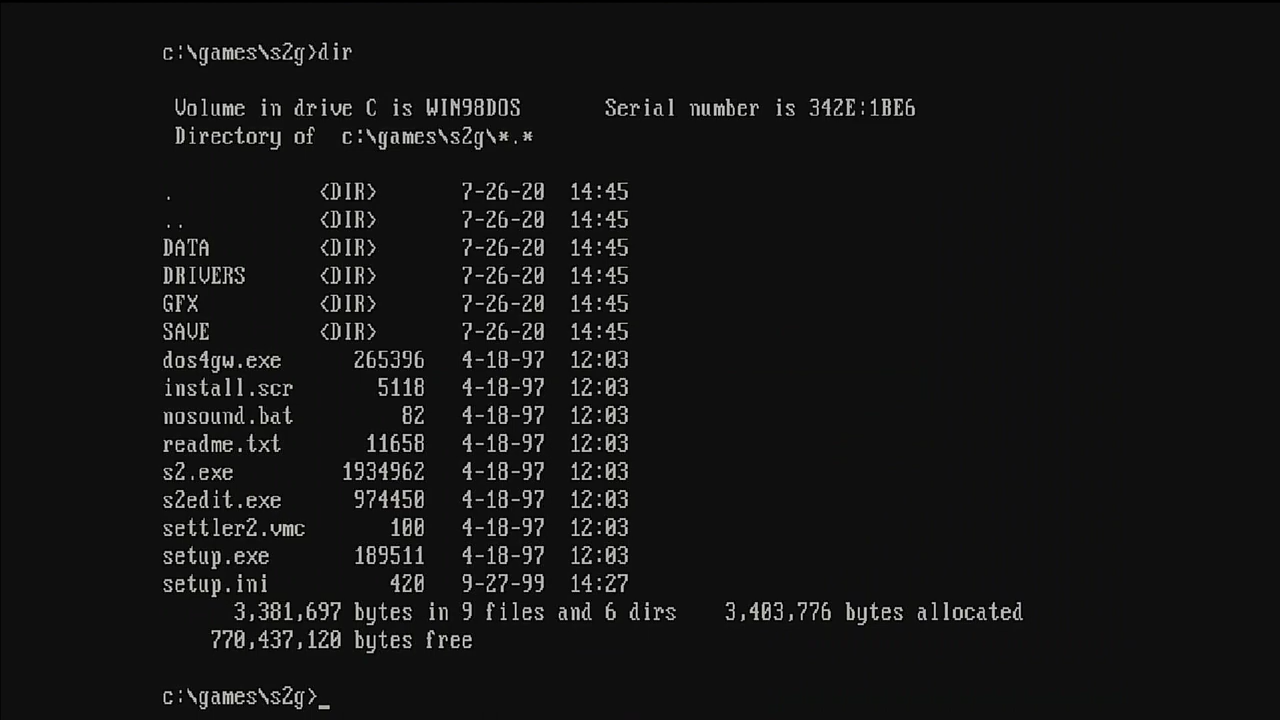 c:\games\s2g>dir
Volume in drive C is WIN98DOS Serial number is 342E:1BE6
Directory of c:\games\s2g\*.*
. <DIR> 7-26-20 14:45
.. <DIR> 7-26-20 14:45
DATA <DIR> 7-26-20 14:45
DRIVERS <DIR> 7-26-20 14:45
GFX <DIR> 7-26-20 14:45
SAVE <DIR> 7-26-20 14:45
dos4gw.exe 265396 4-18-97 12:03
install.scr 5118 4-18-97 12:03
nosound.bat 82 4-18-97 12:03
readme.txt 11658 4-18-97 12:03
s2.exe 1934962 4-18-97 12:03
s2edit.exe 974450 4-18-97 12:03
settler2.vmc 100 4-18-97 12:03
setup.exe 189511 4-18-97 12:03
setup.ini 420 9-27-99 14:27
3,381,697 bytes in 9 files and 6 dirs 3,403,776 bytes allocated
770,437,120 bytes free
c:\games\s2g>_